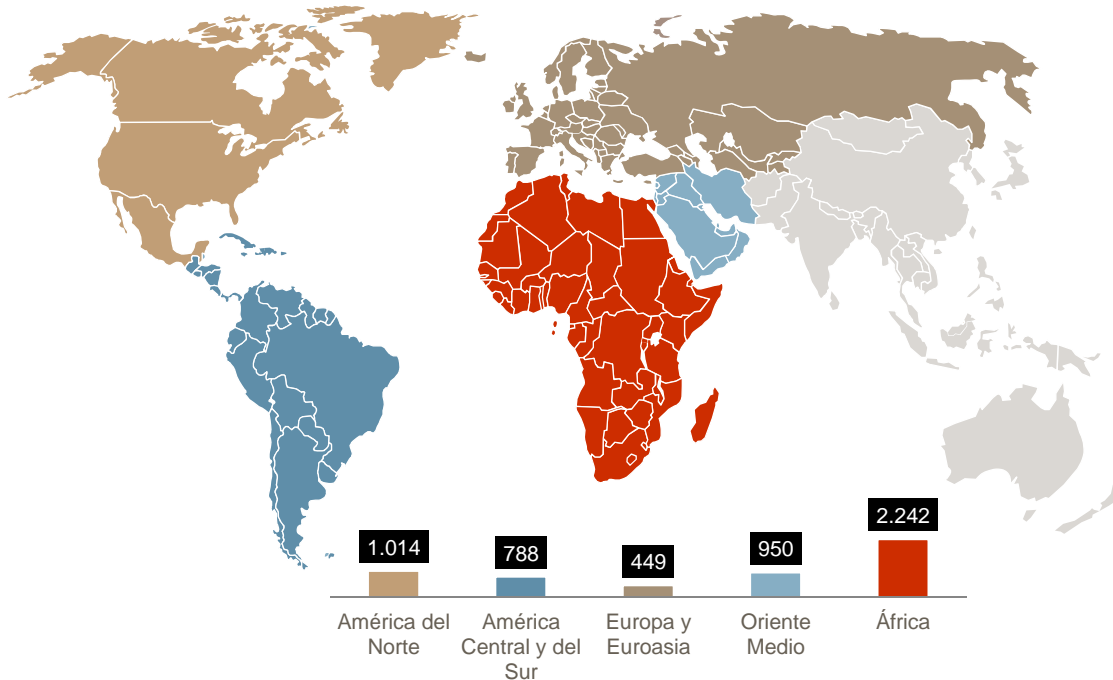 1.014
788
449
950
2.242
América del
Norte
América
Central y del
Sur
Europa y
Euroasia
Oriente
Medio
África